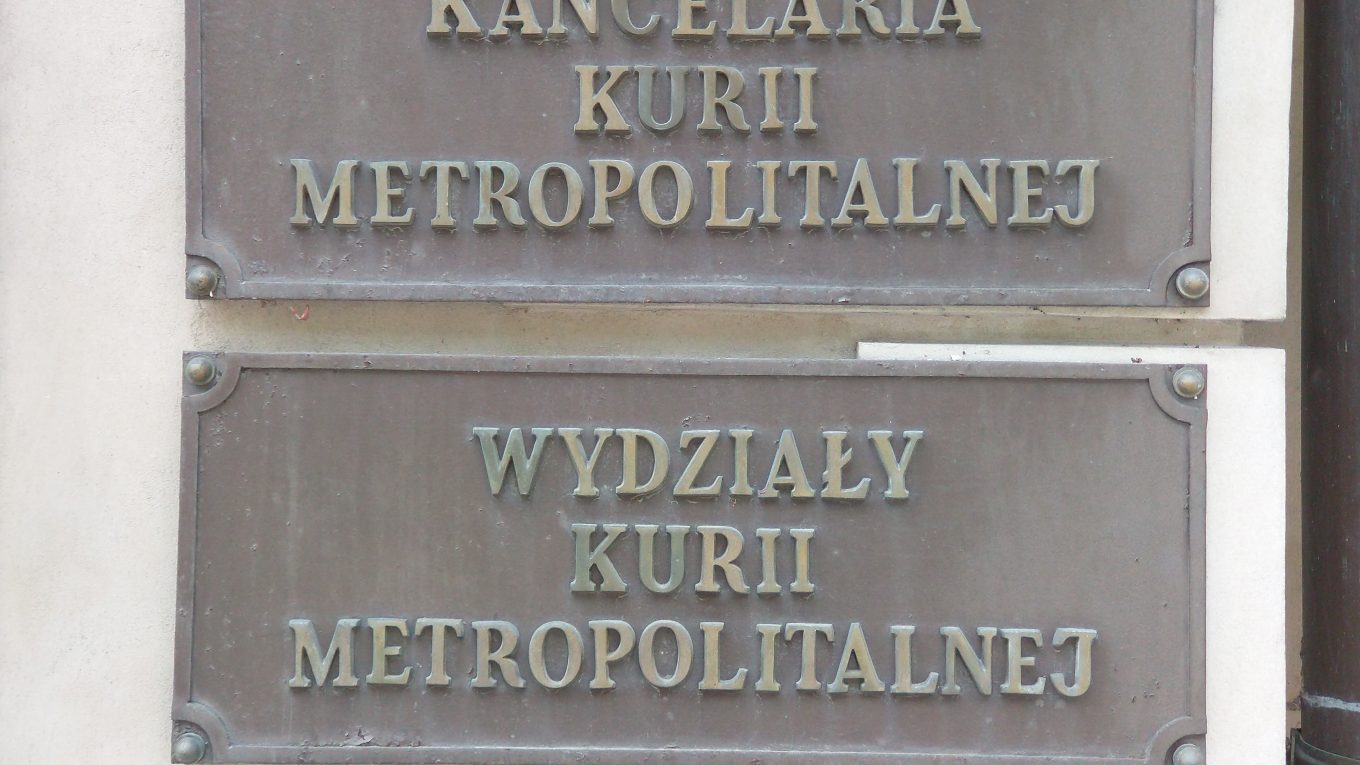 KANCELARIA
KURII
METROPOLITALNEJ
WYDZIAŁY
KURII
METROPOLITALNEJ